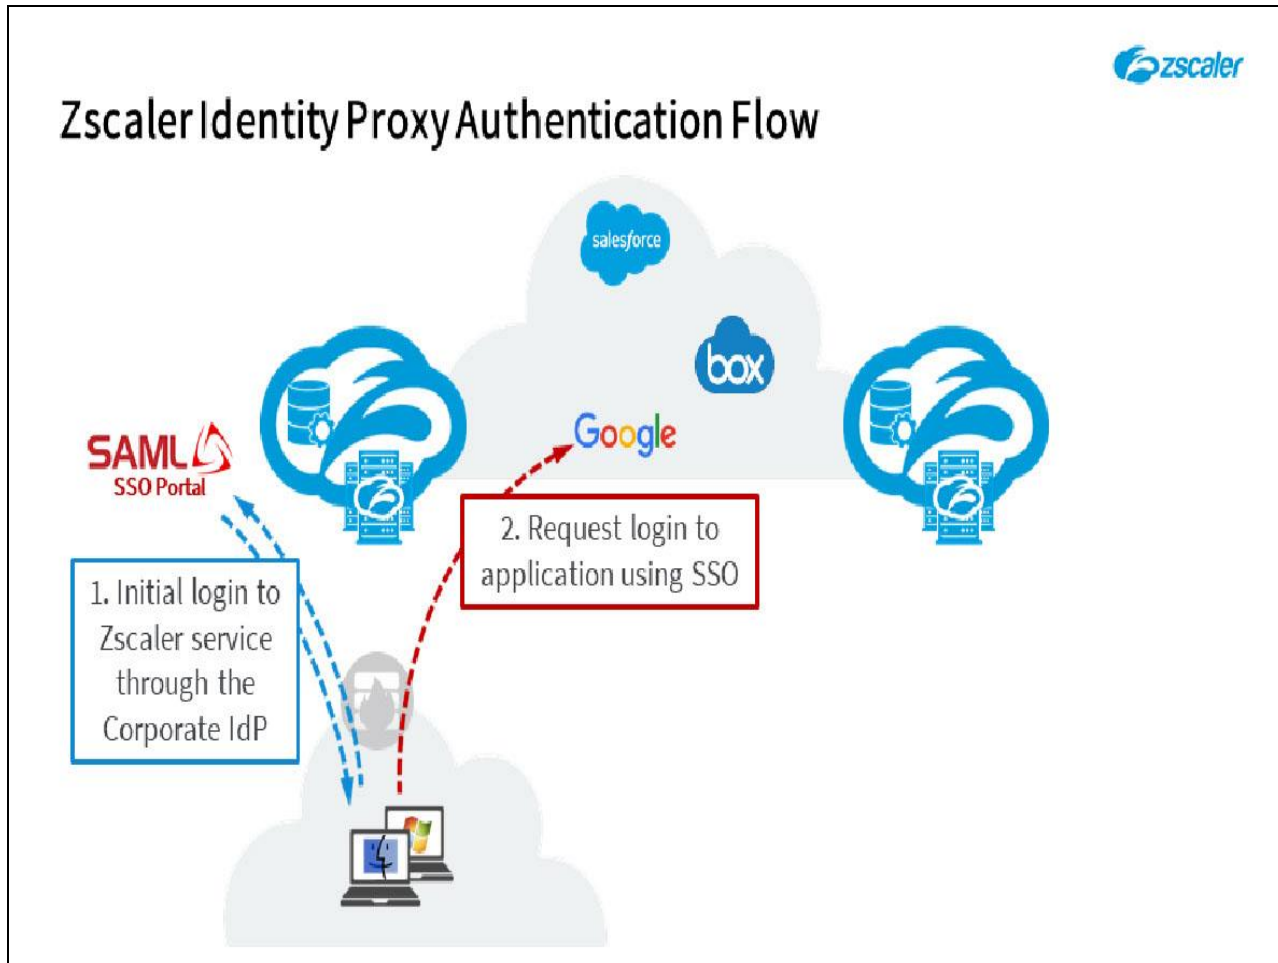 zscaler
Zscaler Identity Proxy Authentication Flow
salesforce
box
Google
SAML
SSO Portal
2. Request login to
application using SSO
1. Initial login to
Zscaler service
through the
Corporate IdP